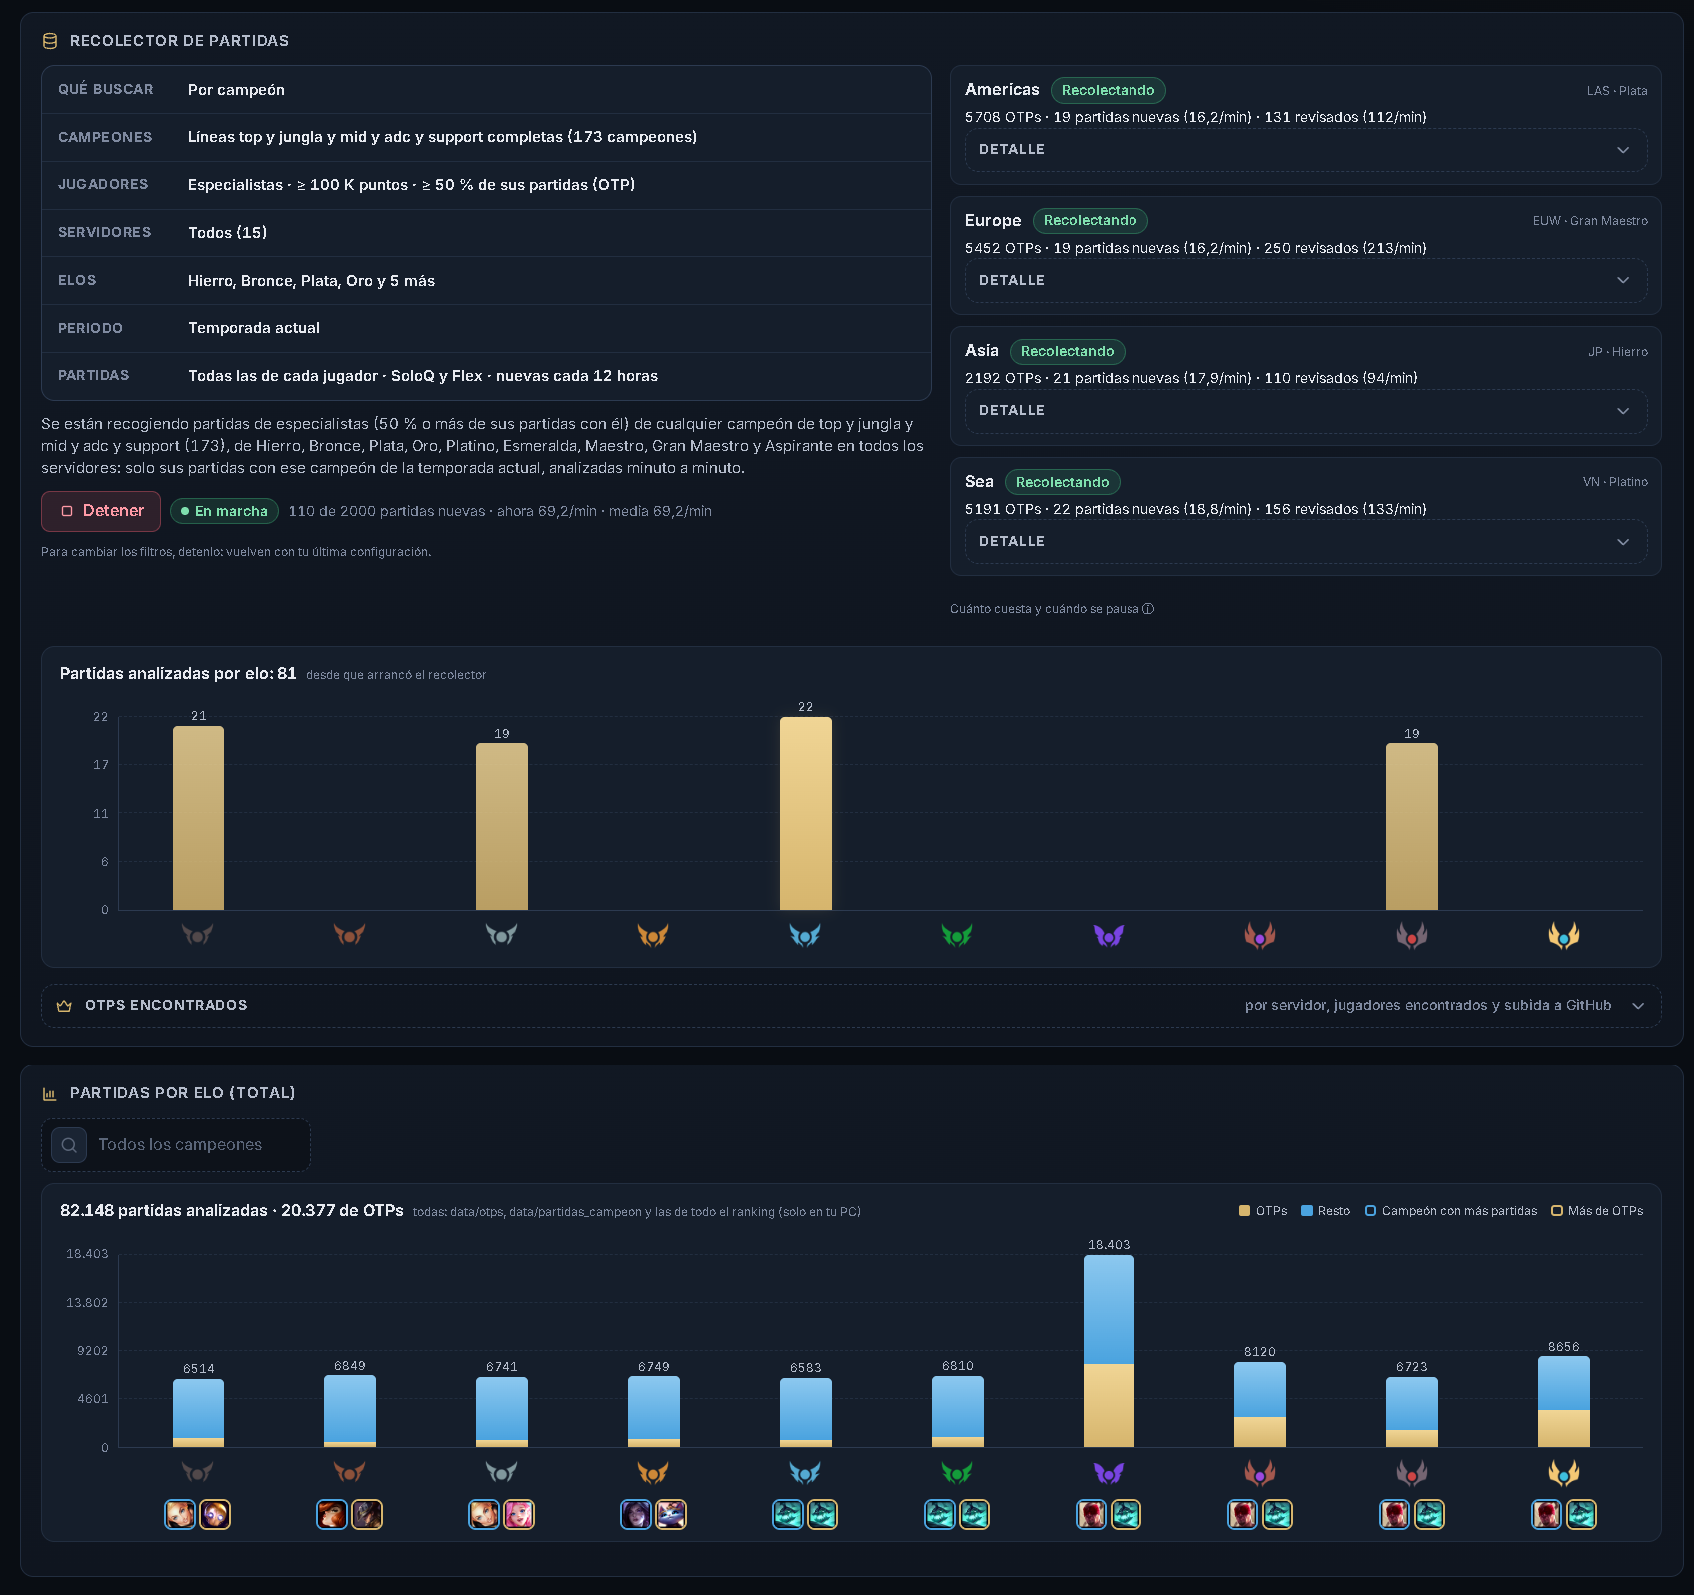 RECOLECTOR DE PARTIDAS
QUÉ BUSCAR Por campeón
CAMPEONES Líneas top y jungla y mid y adc y support completas (173 campeones)
JUGADORES Especialistas · ≥ 100 K puntos · ≥ 50 % de sus partidas (OTP)
SERVIDORES Todos (15)
ELOS Hierro, Bronce, Plata, Oro y 5 más
PERIODO Temporada actual
PARTIDAS Todas las de cada jugador · SoloQ y Flex · nuevas cada 12 horas
Se están recogiendo partidas de especialistas (50 % o más de sus partidas con él) de cualquier campeón de top y jungla y
mid y adc y support (173), de Hierro, Bronce, Plata, Oro, Platino, Esmeralda, Maestro, Gran Maestro y Aspirante en todos los
servidores: solo sus partidas con ese campeón de la temporada actual, analizadas minuto a minuto.
Detener En marcha 110 de 2000 partidas nuevas · ahora 69,2/min · media 69,2/min
Para cambiar los filtros, detenlo: vuelven con tu última configuración.
Americas Recolectando LAS · Plata
5708 OTPs · 19 partidas nuevas (16,2/min) · 131 revisados (112/min)
DETALLE
Europe Recolectando EUW · Gran Maestro
5452 OTPs · 19 partidas nuevas (16,2/min) · 250 revisados (213/min)
DETALLE
Asia Recolectando JP · Hierro
2192 OTPs · 21 partidas nuevas (17,9/min) · 110 revisados (94/min)
DETALLE
Sea Recolectando VN · Platino
5191 OTPs · 22 partidas nuevas (18,8/min) · 156 revisados (133/min)
DETALLE
Cuánto cuesta y cuándo se pausa ⓘ
Partidas analizadas por elo: 81 desde que arrancó el recolector
22
17
11
6
0
21 19 22 19
OTPS ENCONTRADOS por servidor, jugadores encontrados y subida a GitHub
PARTIDAS POR ELO (TOTAL)
Todos los campeones
82.148 partidas analizadas · 20.377 de OTPs todas: data/otps, data/partidas_campeon y las de todo el ranking (solo en tu PC)
OTPs Resto Campeón con más partidas Más de OTPs
18.403
13.802
9202
4601
0
6514 6849 6741 6749 6583 6810 18.403 8120 6723 8656